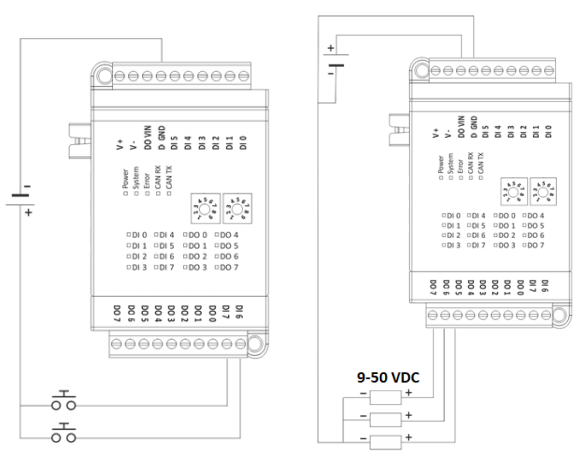 V+ V- DO VIN D GND DI 5 DI 4 DI 3 DI 2 DI 1 DI 0
Power System Error CAN RX CAN TX
DI 0 DI 4 DO 0 DO 4
DI 1 DI 5 DO 1 DO 5
DI 2 DI 6 DO 2 DO 6
DI 3 DI 7 DO 3 DO 7
DO 7 DO 6 DO 5 DO 4 DO 3 DO 2 DO 1 DO 0 DI 7 DI 6
-
+
+
-
V+ V- DO VIN D GND DI 5 DI 4 DI 3 DI 2 DI 1 DI 0
Power System Error CAN RX CAN TX
DI 0 DI 4 DO 0 DO 4
DI 1 DI 5 DO 1 DO 5
DI 2 DI 6 DO 2 DO 6
DI 3 DI 7 DO 3 DO 7
DO 7 DO 6 DO 5 DO 4 DO 3 DO 2 DO 1 DO 0 DI 7 DI 6
9-50 VDC
- +
- +
- +